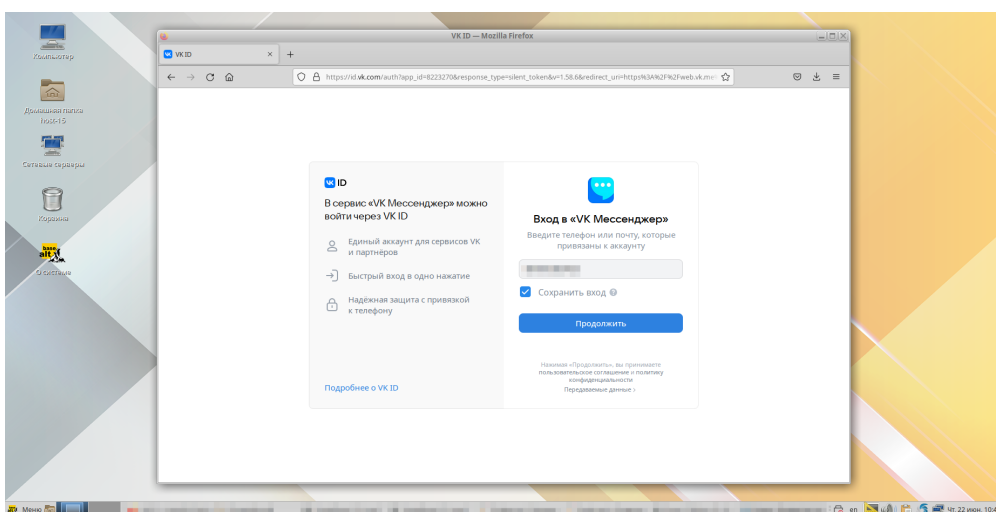 VK ID — Mozilla Firefox
VK ID
https://id.vk.com/auth?app_id=8223270&response_type=silent_token&v=1.58.6&redirect_uri=https%3A%2F%2Fweb.vk.me
Компьютер
Домашняя папка
host-15
Сетевые серверы
Корзина
base
alt
О системе
VK ID
В сервис «VK Мессенджер» можно
войти через VK ID
Единый аккаунт для сервисов VK
и партнёров
Быстрый вход в одно нажатие
Надёжная защита с привязкой
к телефону
Подробнее о VK ID
Вход в «VK Мессенджер»
Введите телефон или почту, которые
привязаны к аккаунту
Сохранить вход
Продолжить
Нажимая «Продолжить», вы принимаете
пользовательское соглашение и политику
конфиденциальности
Передаваемые данные ›
Меню
en
Чт. 22 июн. 10:4